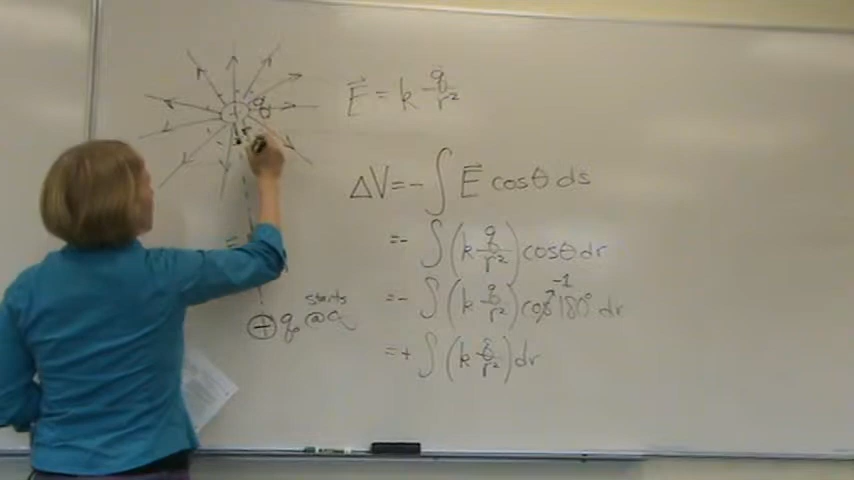 + q
E⃗ = k q/r²
ΔV = - ∫ E⃗ cosθ ds
= - ∫ (k q/r²) cosθ dr
= - ∫ (k q/r²) cos 180° dr
-1
= + ∫ (k q/r²) dr
starts
+ q₀ @ a